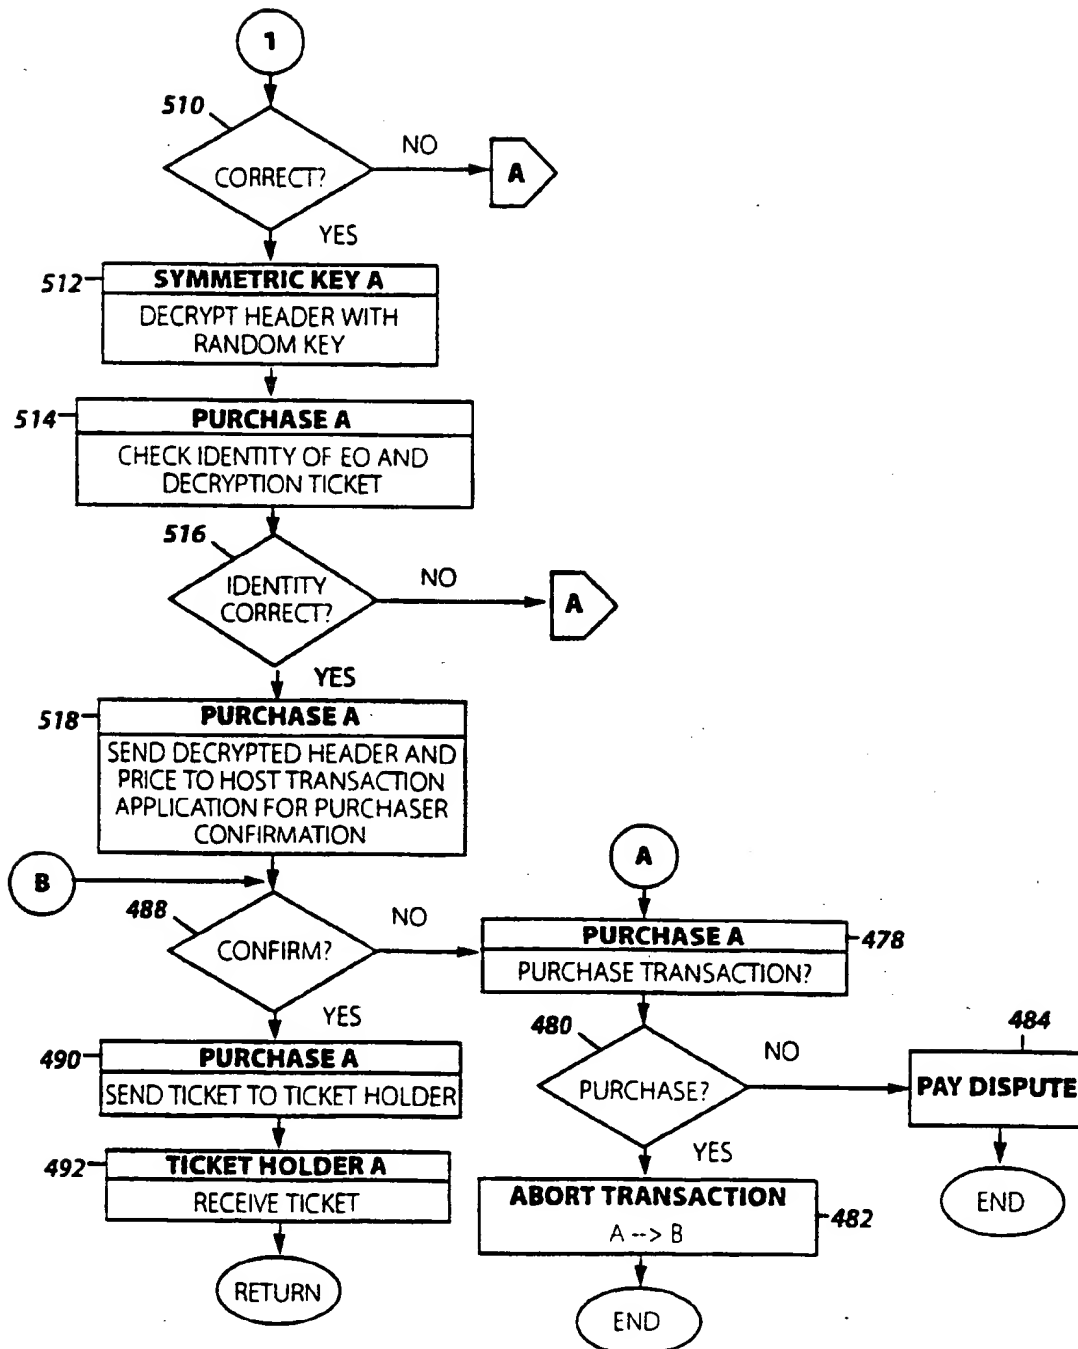 1
510
CORRECT?
NO
A
YES
512
SYMMETRIC KEY A
DECRYPT HEADER WITH
RANDOM KEY
514
PURCHASE A
CHECK IDENTITY OF EO AND
DECRYPTION TICKET
516
IDENTITY
CORRECT?
NO
A
YES
518
PURCHASE A
SEND DECRYPTED HEADER AND
PRICE TO HOST TRANSACTION
APPLICATION FOR PURCHASER
CONFIRMATION
B
488
CONFIRM?
NO
YES
490
PURCHASE A
SEND TICKET TO TICKET HOLDER
492
TICKET HOLDER A
RECEIVE TICKET
RETURN
A
PURCHASE A
478
PURCHASE TRANSACTION?
480
PURCHASE?
NO
484
PAY DISPUTE
END
YES
ABORT TRANSACTION
A --> B
482
END